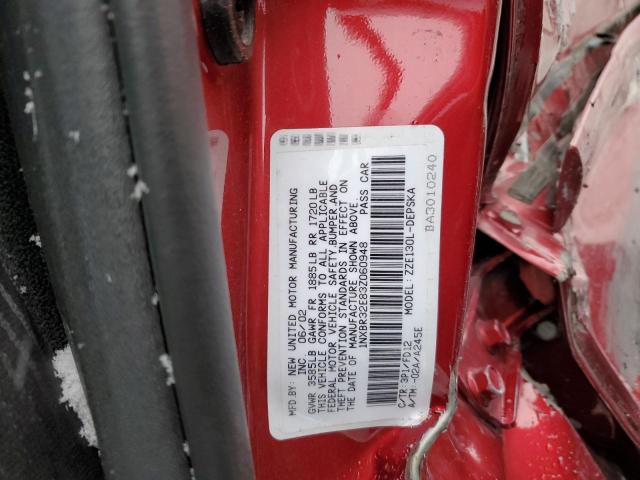 MFD.BY: NEW UNITED MOTOR MANUFACTURING
INC. 06/02
GVWR 3585LB GAWR FR 1885LB RR 1720LB
THIS VEHICLE CONFORMS TO ALL APPLICABLE
FEDERAL MOTOR VEHICLE SAFETY,BUMPER,AND
THEFT PREVENTION STANDARDS IN EFFECT ON
THE DATE OF MANUFACTURE SHOWN ABOVE.
1NXBR32E83Z060948 PASS CAR
C/TR: 3P1/FD12 MODEL: ZZE130L-DEPSKA
A/TM: -02A/A245E
BA3010240